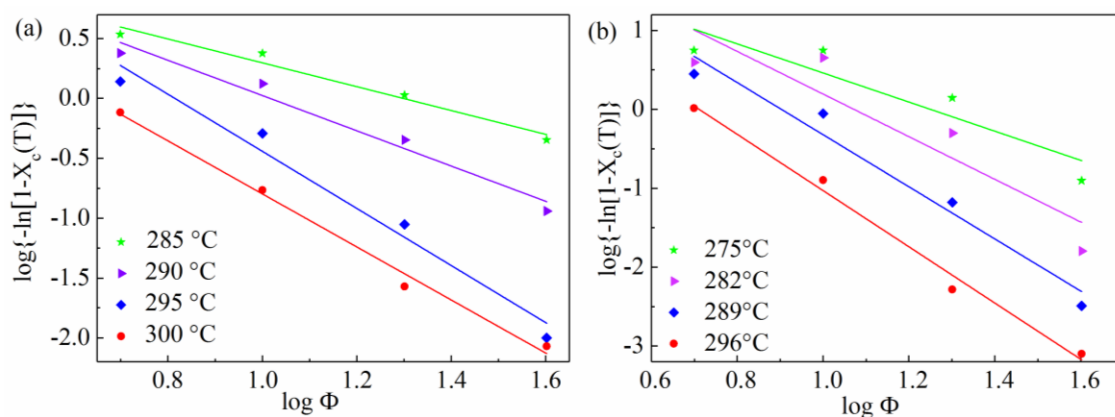 (a)
log{-ln[1-X_c(T)]}
0.5
0.0
-0.5
-1.0
-1.5
-2.0
285 °C
290 °C
295 °C
300 °C
0.8 1.0 1.2 1.4 1.6
log Φ
(b)
log{-ln[1-X_c(T)]}
1
0
-1
-2
-3
275°C
282°C
289°C
296°C
0.6 0.8 1.0 1.2 1.4 1.6
log Φ